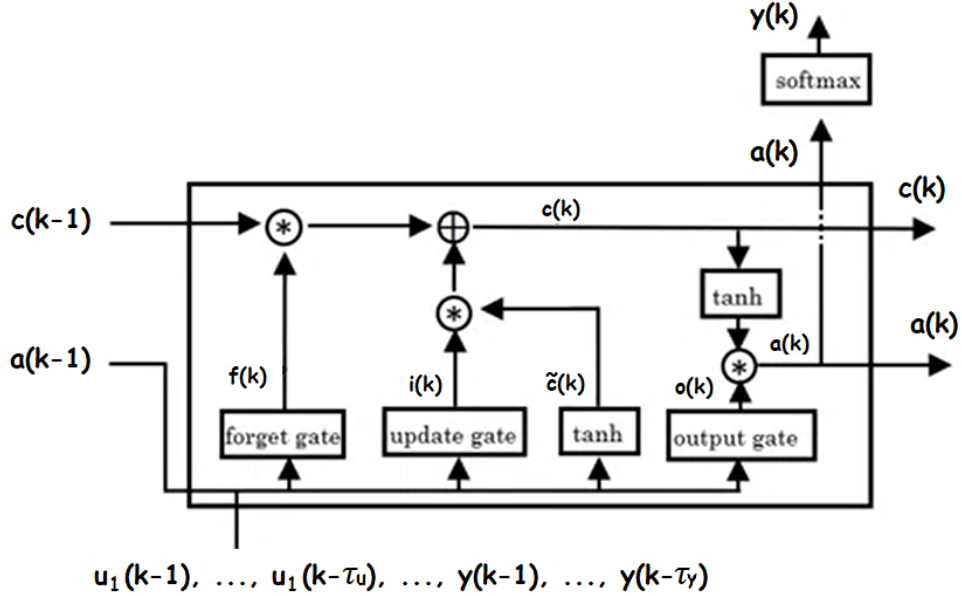 y(k)
softmax
a(k)
c(k-1)
c(k)
c(k)
tanh
a(k-1)
a(k)
a(k)
f(k)
i(k)
c̃(k)
o(k)
forget gate
update gate
tanh
output gate
u₁(k-1), ..., u₁(k-τᵤ), ..., y(k-1), ..., y(k-τy)